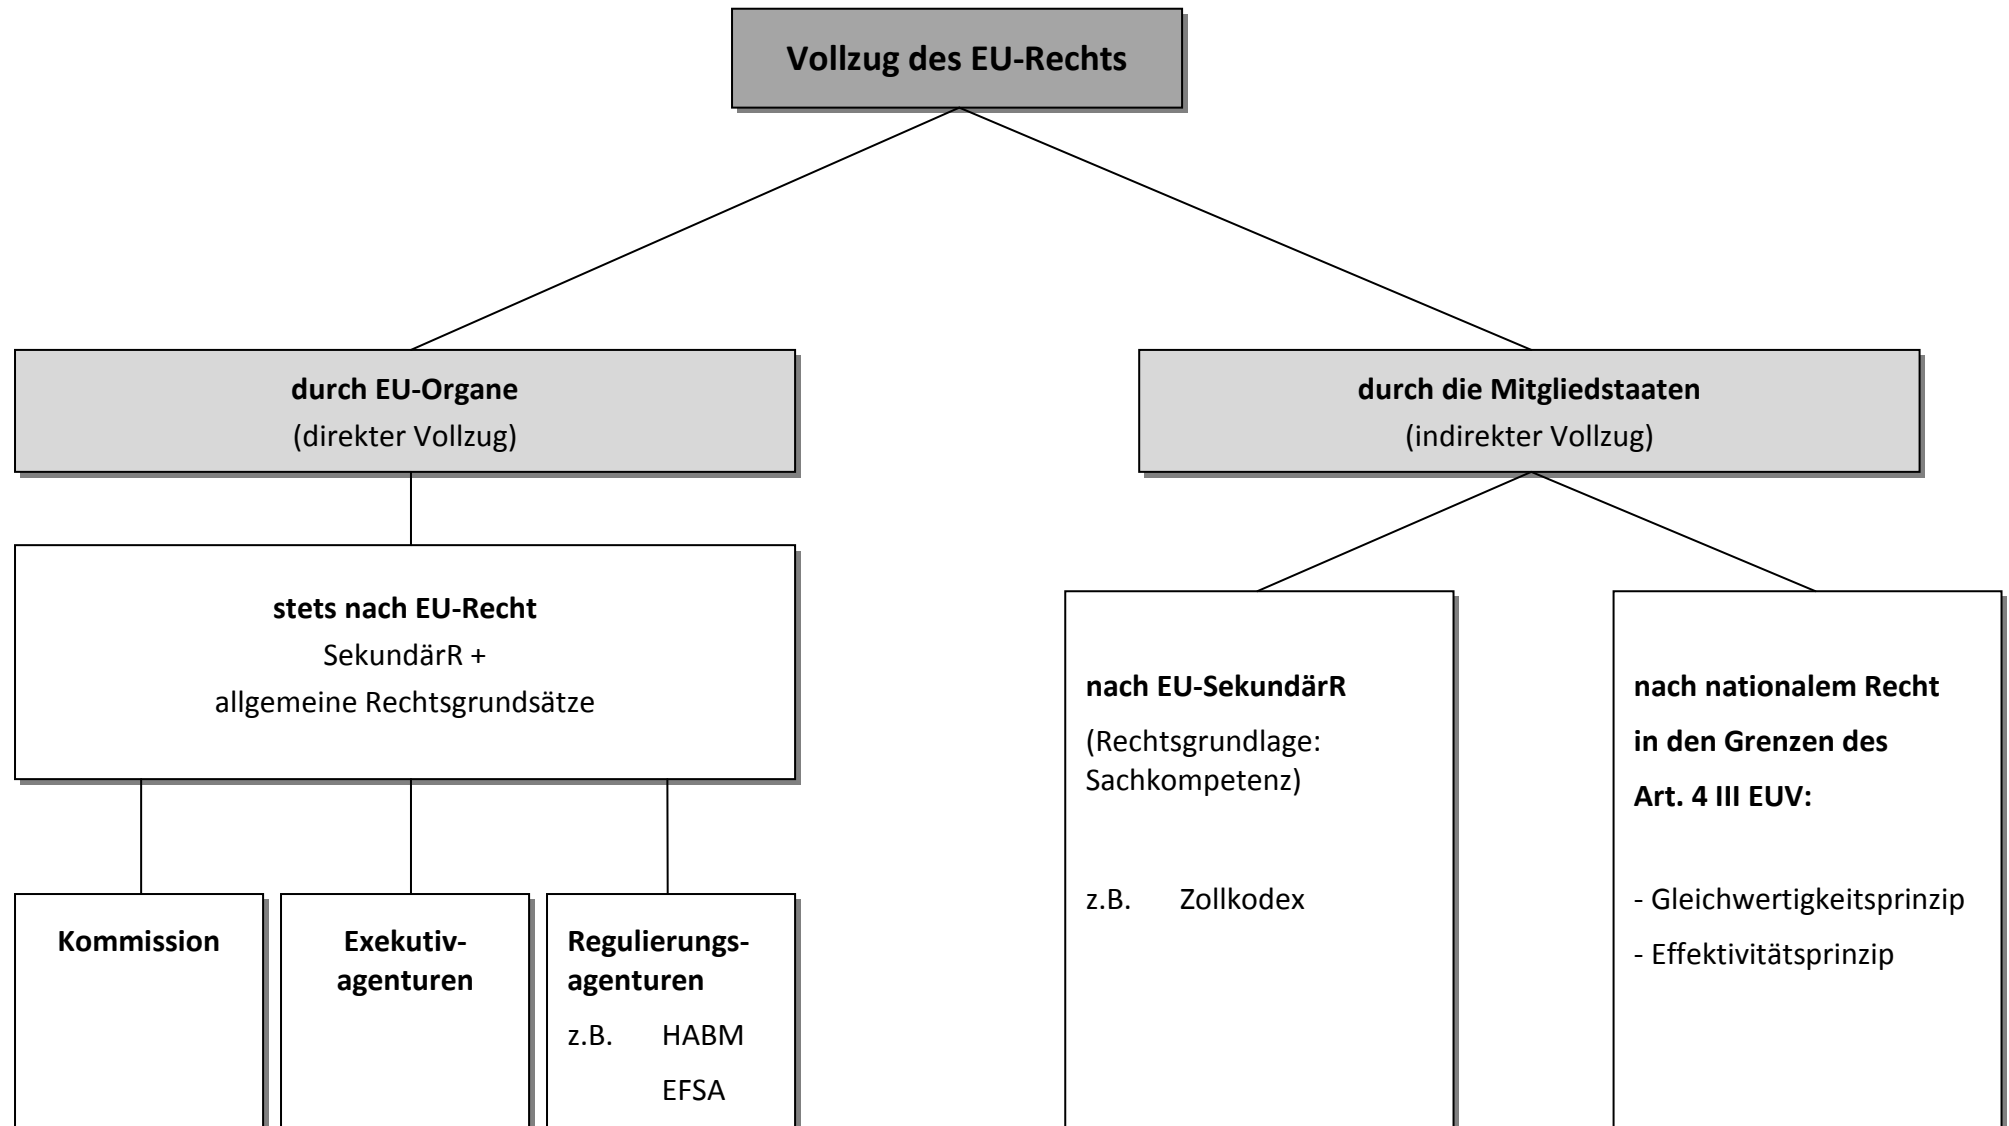 Vollzug des EU-Rechts
durch EU-Organe
(direkter Vollzug)
durch die Mitgliedstaaten
(indirekter Vollzug)
stets nach EU-Recht
SekundärR +
allgemeine Rechtsgrundsätze
nach EU-SekundärR
(Rechtsgrundlage:
Sachkompetenz)
z.B. Zollkodex
nach nationalem Recht
in den Grenzen des
Art. 4 III EUV:
- Gleichwertigkeitsprinzip
- Effektivitätsprinzip
Kommission
Exekutiv-
agenturen
Regulierungs-
agenturen
z.B. HABM
EFSA